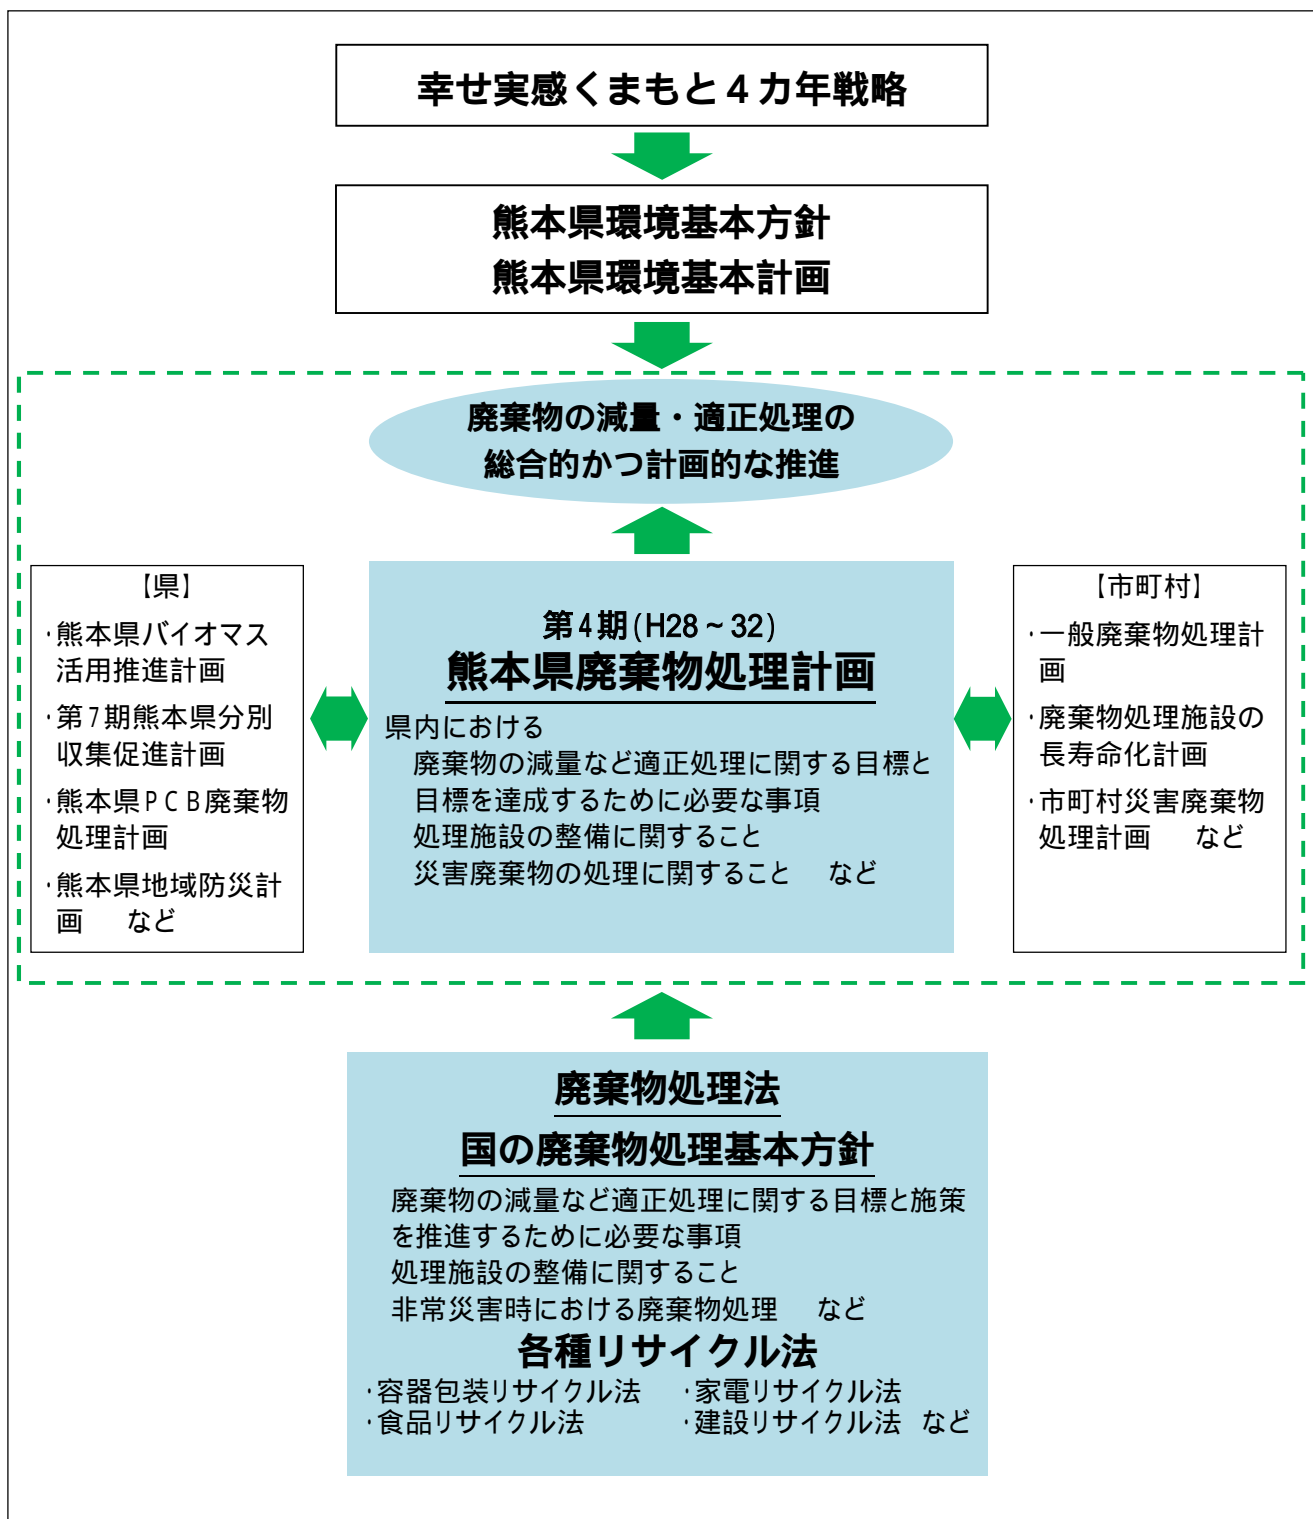 幸せ実感くまもと４カ年戦略
熊本県環境基本方針
熊本県環境基本計画
廃棄物の減量・適正処理の
総合的かつ計画的な推進
【県】
・熊本県バイオマス
活用推進計画
・第7期熊本県分別
収集促進計画
・熊本県PCB廃棄物
処理計画
・熊本県地域防災計
画　など
第4期(H28～32)
熊本県廃棄物処理計画
県内における
廃棄物の減量など適正処理に関する目標と
目標を達成するために必要な事項
処理施設の整備に関すること
災害廃棄物の処理に関すること　など
【市町村】
・一般廃棄物処理計
画
・廃棄物処理施設の
長寿命化計画
・市町村災害廃棄物
処理計画　など
廃棄物処理法
国の廃棄物処理基本方針
廃棄物の減量など適正処理に関する目標と施策
を推進するために必要な事項
処理施設の整備に関すること
非常災害時における廃棄物処理　など
各種リサイクル法
・容器包装リサイクル法　・家電リサイクル法
・食品リサイクル法　・建設リサイクル法　など